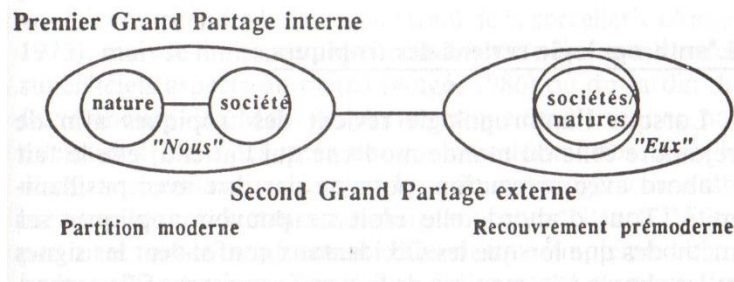 Premier Grand Partage interne
nature
société
sociétés/
natures
"Nous"
"Eux"
Second Grand Partage externe
Partition moderne
Recouvrement prémoderne